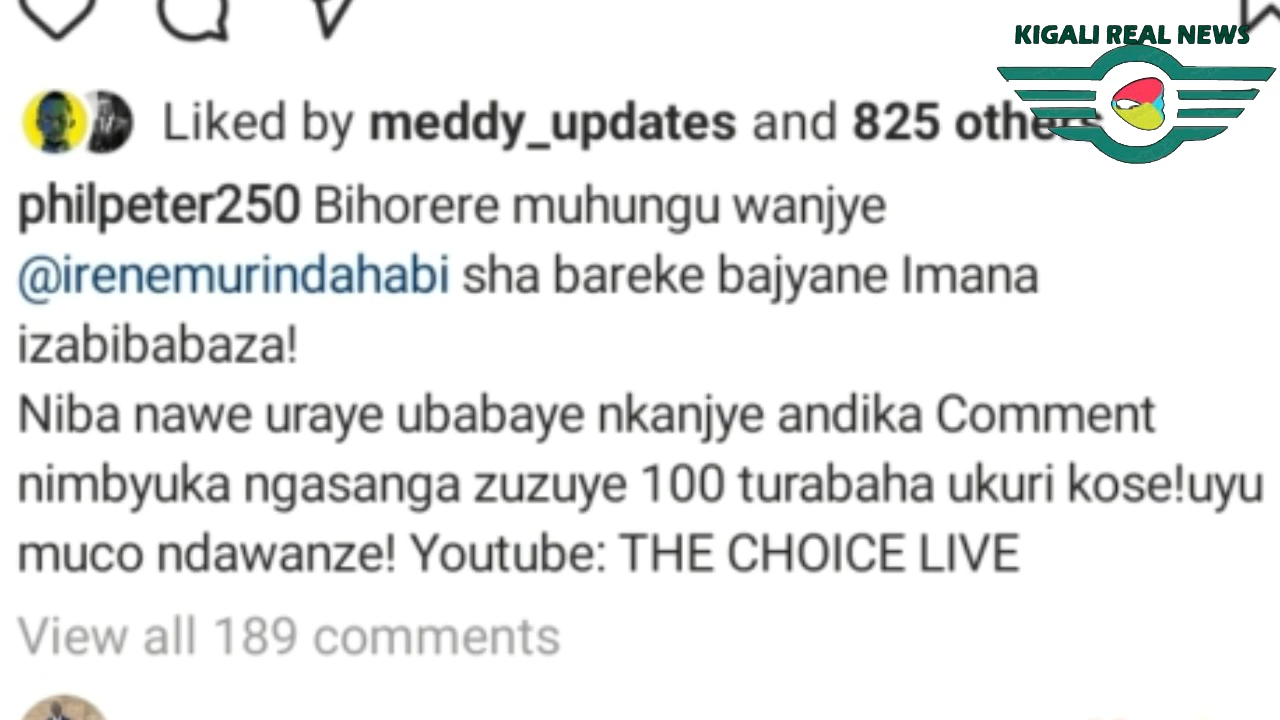 KIGALI REAL NEWS
Liked by meddy_updates and 825 others
philpeter250 Bihorere muhungu wanjye
@irenemurindahabi sha bareke bajyane Imana
izabibabaza!
Niba nawe uraye ubabaye nkanjye andika Comment
nimbyuka ngasanga zuzuye 100 turabaha ukuri kose!uyu
muco ndawanze! Youtube: THE CHOICE LIVE
View all 189 comments